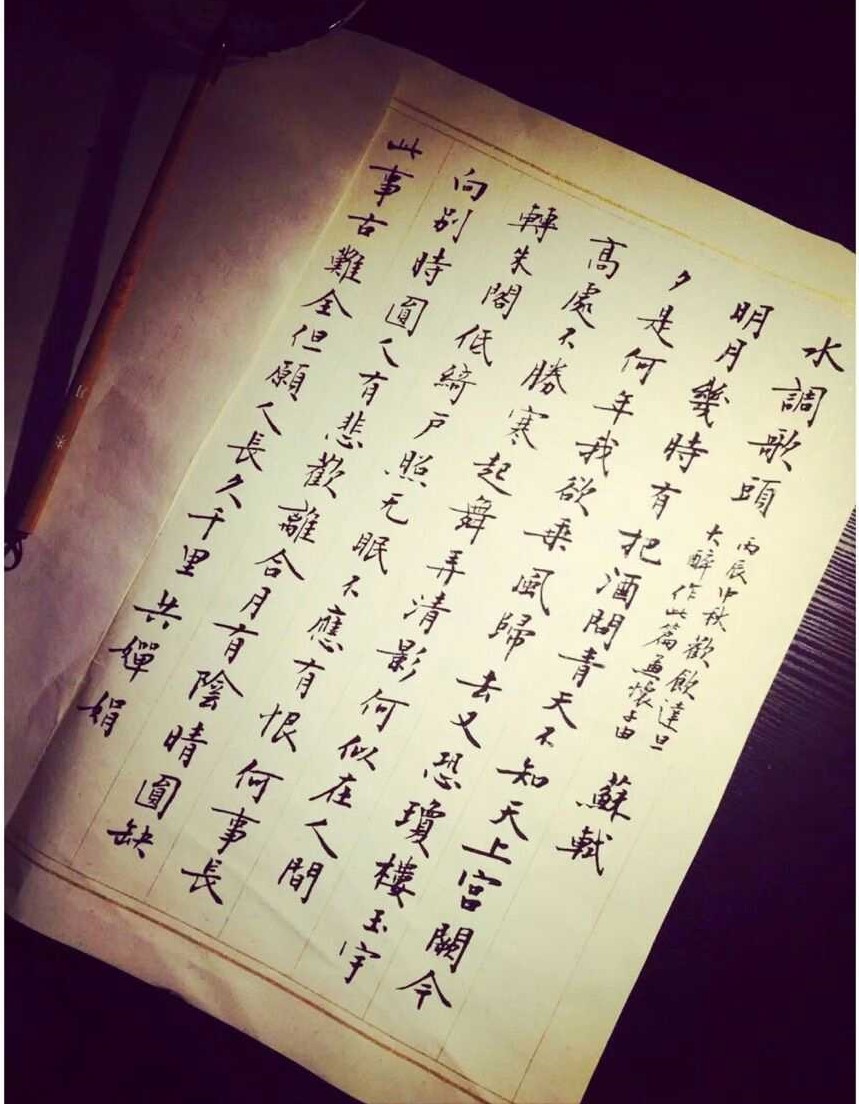 水調歌頭
丙辰中秋歡飲達旦
大醉作此篇兼懷子由
蘇軾
明月幾時有把酒問青天不知天上宮闕今
夕是何年我欲乘風歸去又恐瓊樓玉宇
高處不勝寒起舞弄清影何似在人間
轉朱閣低綺戶照无眠不應有恨何事長
向別時圓人有悲歡離合月有陰晴圓缺
此事古難全但願人長久千里共嬋娟